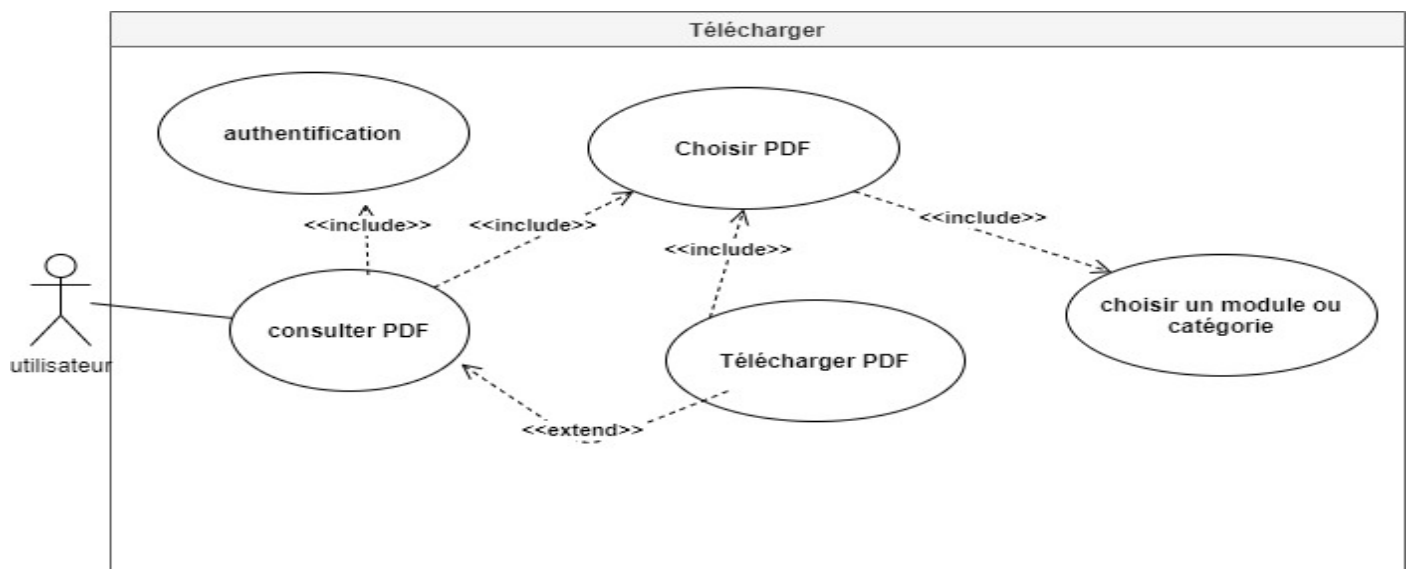 Télécharger
authentification
Choisir PDF
<<include>>
<<include>>
<<include>>
<<include>>
consulter PDF
choisir un module ou
catégorie
utilisateur
Télécharger PDF
<<extend>>